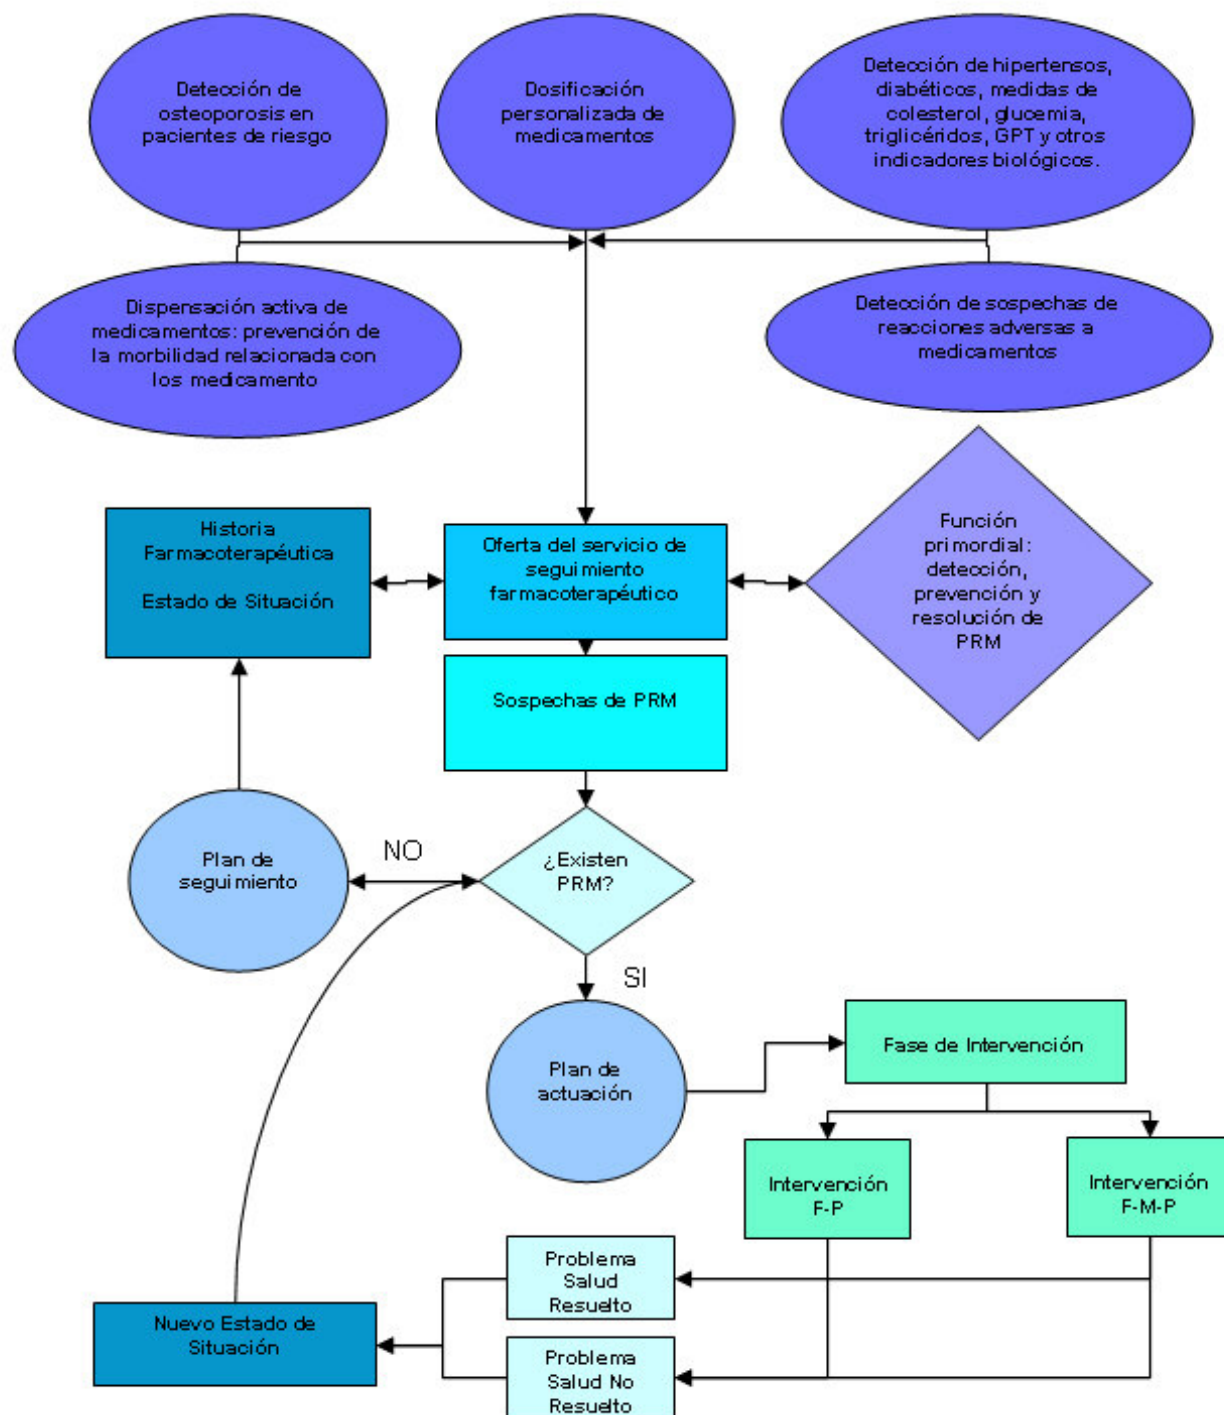 Detección de
osteoporosis en
pacientes de riesgo
Dosificación
personalizada de
medicamentos
Detección de hipertensos,
diabéticos, medidas de
colesterol, glucemia,
triglicéridos, GPT y otros
indicadores biológicos.
Dispensación activa de
medicamentos: prevención de
la morbilidad relacionada con
los medicamento
Detección de sospechas de
reacciones adversas a
medicamentos
Historia
Farmacoterapéutica
Estado de Situación
Oferta del servicio de
seguimiento
farmacoterapéutico
Función
primordial:
detección,
prevención y
resolución de
PRM
Sospechas de PRM
Plan de
seguimiento
NO
¿Existen
PRM?
SI
Plan de
actuación
Fase de Intervención
Intervención
F-P
Intervención
F-M-P
Problema
Salud
Resuelto
Nuevo Estado de
Situación
Problema
Salud No
Resuelto